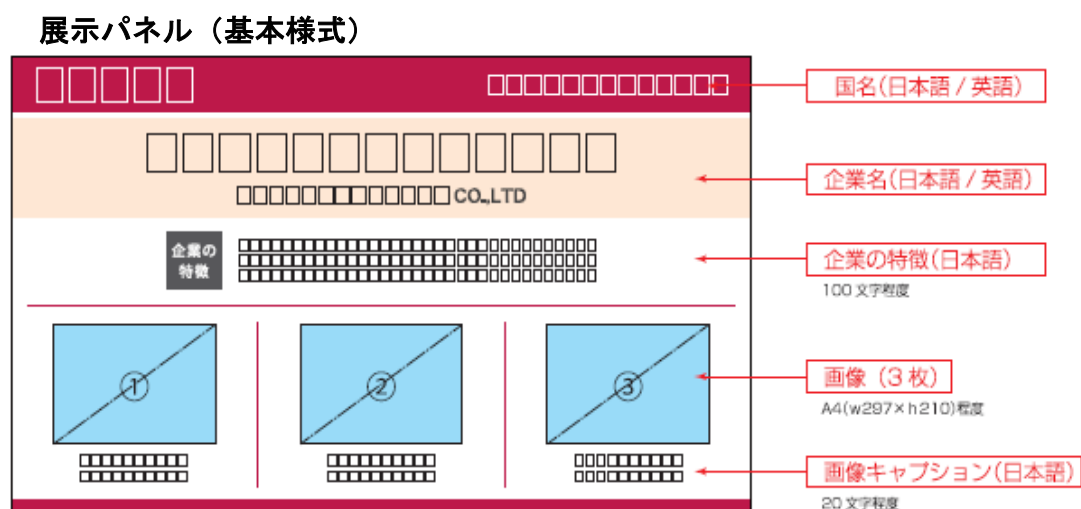 展示パネル（基本様式）
国名(日本語 / 英語)
企業名(日本語 / 英語)
CO.,LTD
企業の
特徴
企業の特徴(日本語)
100 文字程度
①
②
③
画像（3 枚）
A4(w297×h210)程度
画像キャプション(日本語)
20 文字程度